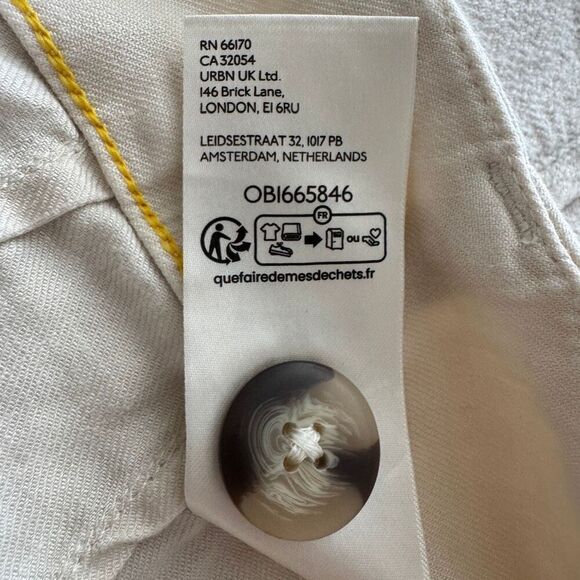 RN 66170
CA 32054
URBN UK Ltd.
146 Brick Lane,
LONDON, E1 6RU
LEIDSESTRAAT 32, 1017 PB
AMSTERDAM, NETHERLANDS
OB1665846
FR
ou
quefairedemesdechets.fr